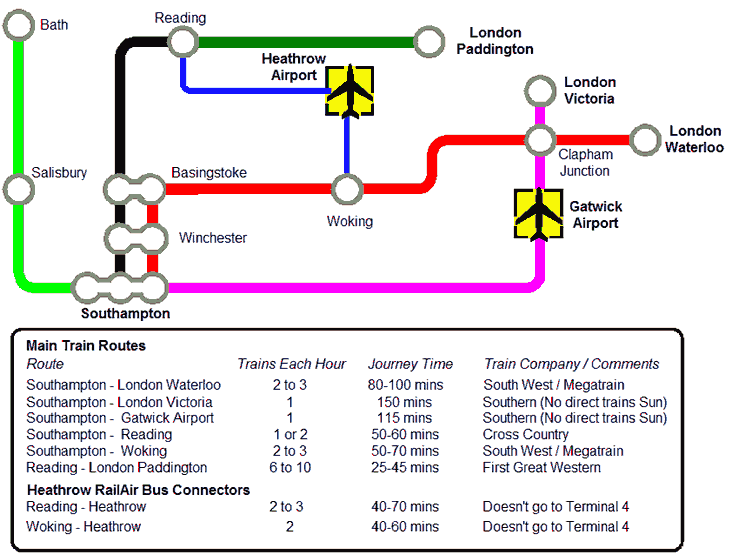 Bath
Reading
London
Paddington
Heathrow
Airport
London
Victoria
London
Waterloo
Clapham
Junction
Salisbury
Basingstoke
Woking
Gatwick
Airport
Winchester
Southampton
Main Train Routes
Route Trains Each Hour Journey Time Train Company / Comments
Southampton - London Waterloo 2 to 3 80-100 mins South West / Megatrain
Southampton - London Victoria 1 150 mins Southern (No direct trains Sun)
Southampton - Gatwick Airport 1 115 mins Southern (No direct trains Sun)
Southampton - Reading 1 or 2 50-60 mins Cross Country
Southampton - Woking 2 to 3 50-70 mins South West / Megatrain
Reading - London Paddington 6 to 10 25-45 mins First Great Western
Heathrow RailAir Bus Connectors
Reading - Heathrow 2 to 3 40-70 mins Doesn't go to Terminal 4
Woking - Heathrow 2 40-60 mins Doesn't go to Terminal 4